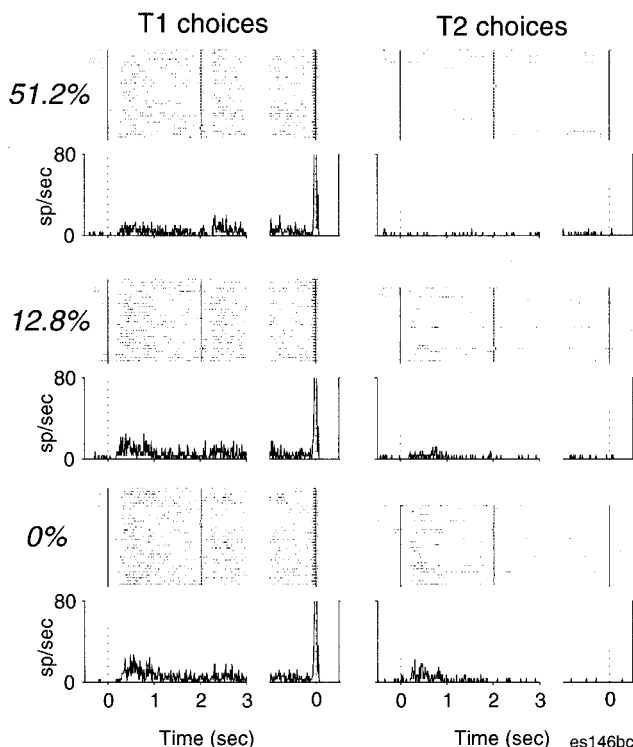 T1 choices T2 choices
51.2%
80
sp/sec
0
12.8%
80
sp/sec
0
0%
80
sp/sec
0
0 1 2 3 0 0 1 2 3 0
Time (sec) Time (sec) es146bc